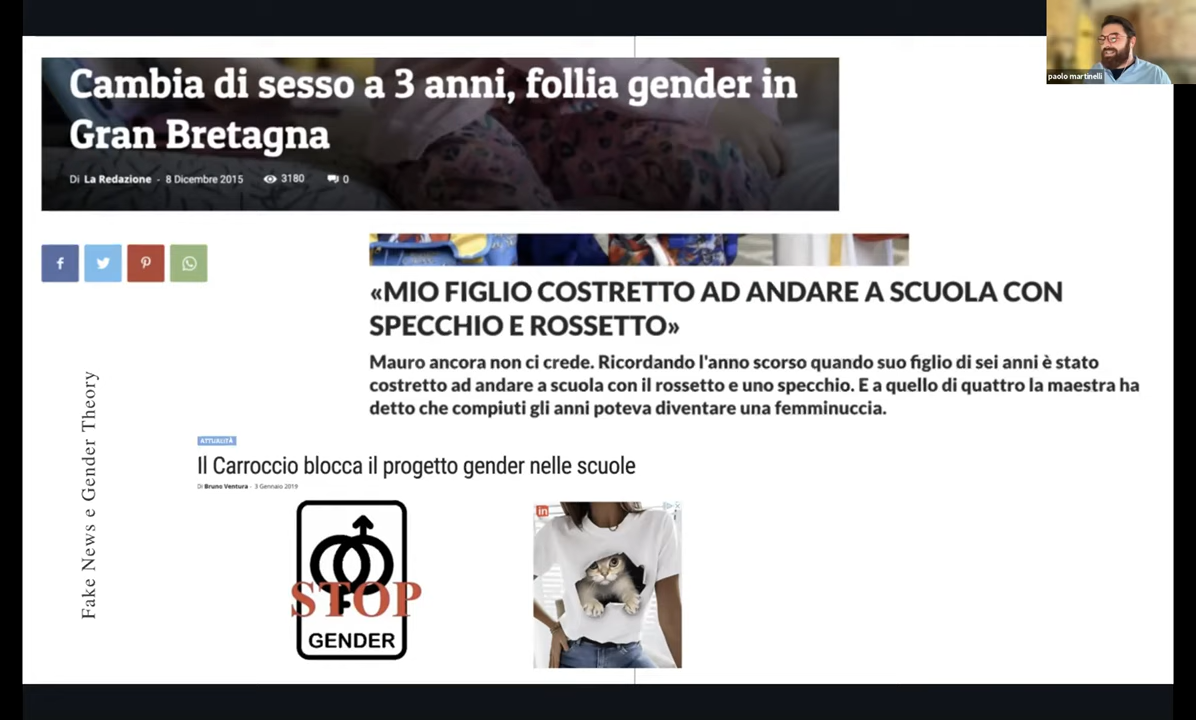 paolo martinelli
Cambia di sesso a 3 anni, follia gender in
Gran Bretagna
Di La Redazione - 8 Dicembre 2015 3180 0
«MIO FIGLIO COSTRETTO AD ANDARE A SCUOLA CON
SPECCHIO E ROSSETTO»
Mauro ancora non ci crede. Ricordando l'anno scorso quando suo figlio di sei anni è stato
costretto ad andare a scuola con il rossetto e uno specchio. E a quello di quattro la maestra ha
detto che compiuti gli anni poteva diventare una femminuccia.
Fake News e Gender Theory
ATTUALITÀ
Il Carroccio blocca il progetto gender nelle scuole
Di Bruno Ventura - 3 Gennaio 2019
STOP
GENDER
in